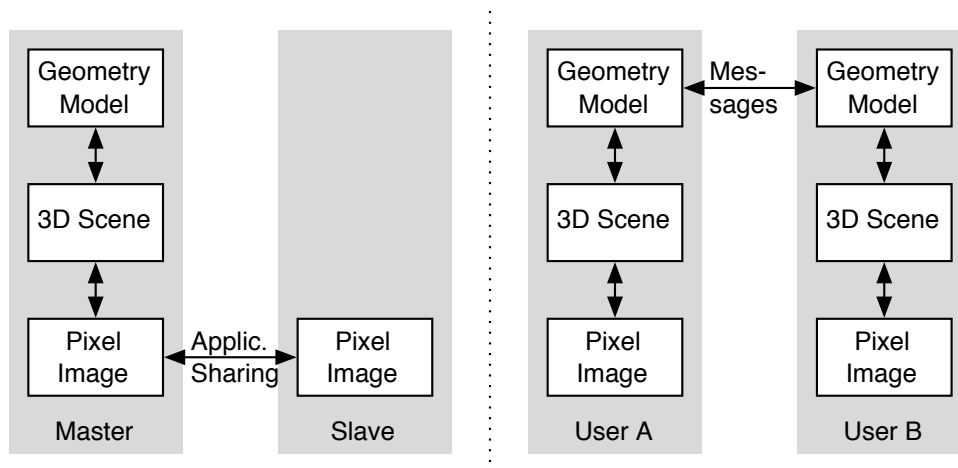 Geometry
Model
3D Scene
Pixel
Image
Master
Applic.
Sharing
Pixel
Image
Slave
Geometry
Model
3D Scene
Pixel
Image
User A
Mes-
sages
Geometry
Model
3D Scene
Pixel
Image
User B